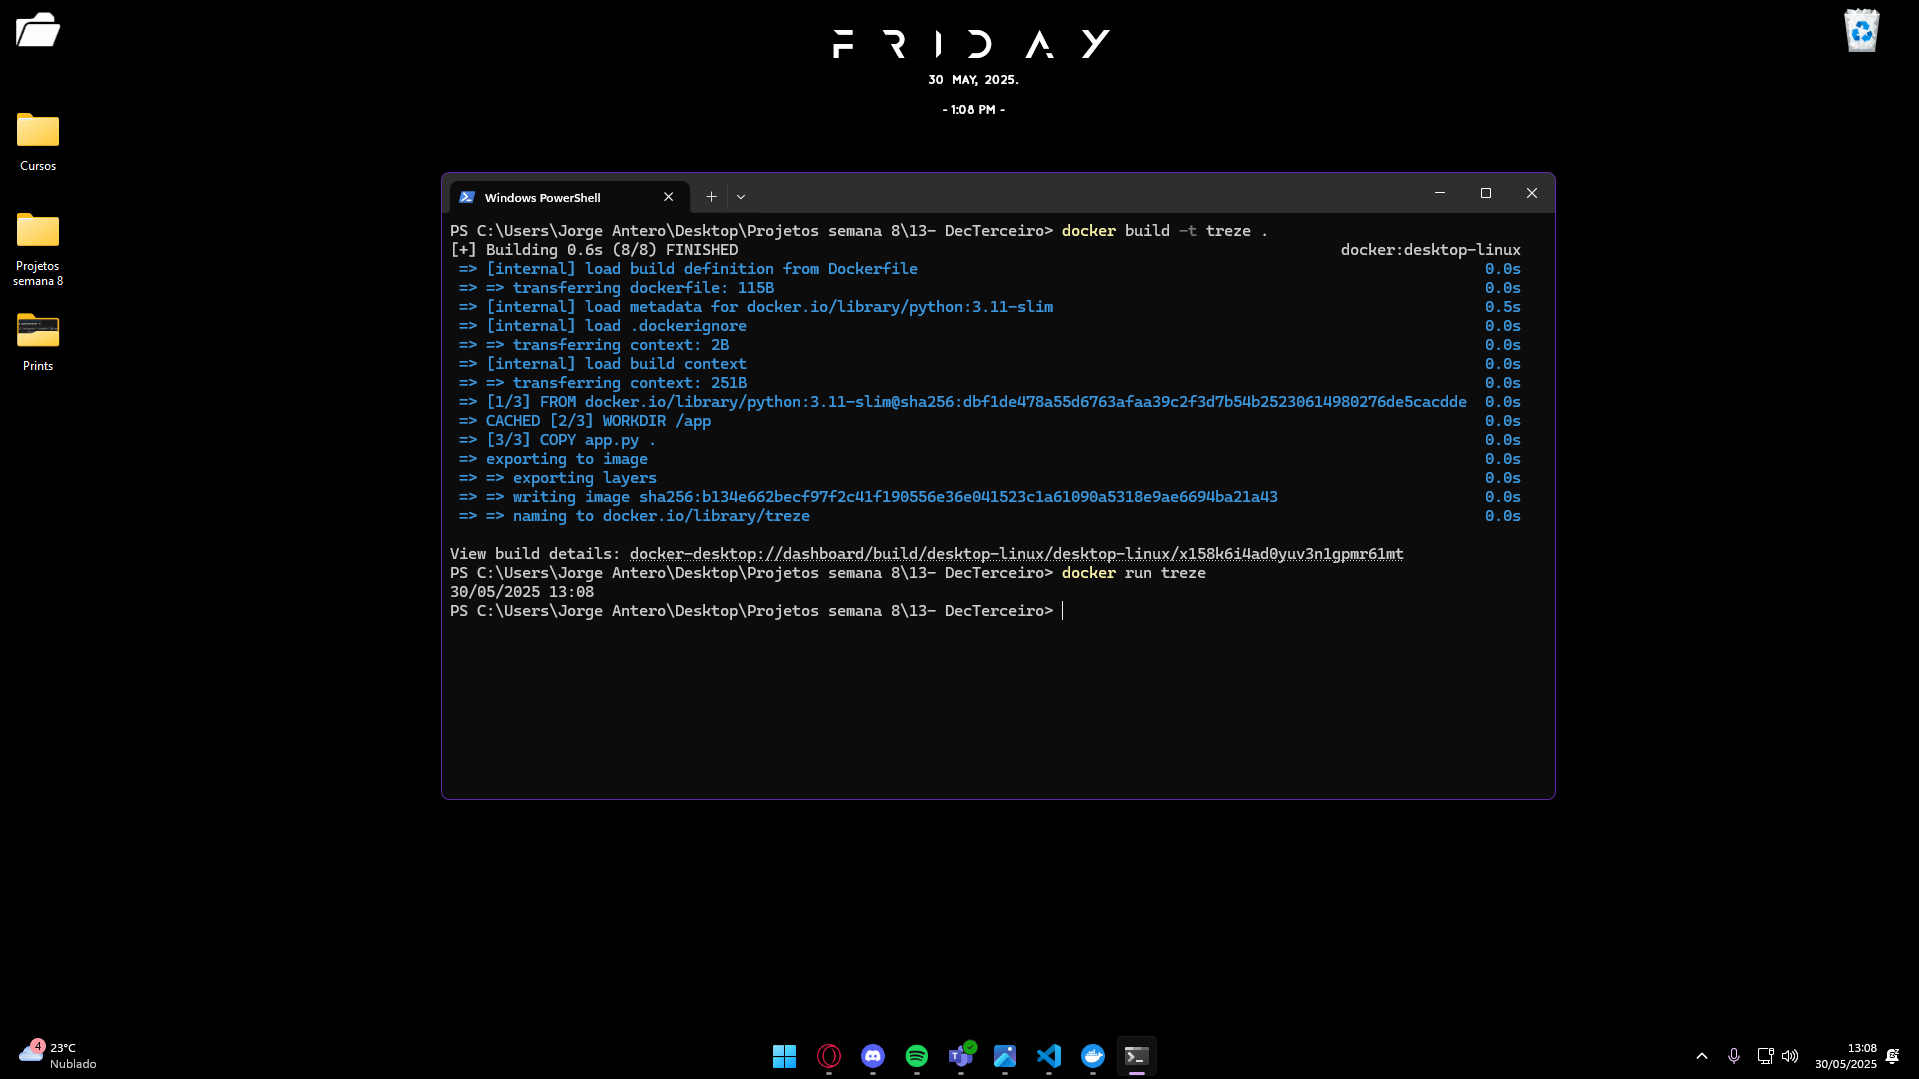 FRIDAY
30 MAY, 2025.
- 1:08 PM -
Cursos
Projetos
semana 8
Prints
Windows PowerShell
PS C:\Users\Jorge Antero\Desktop\Projetos semana 8\13- DecTerceiro> docker build -t treze .
[+] Building 0.6s (8/8) FINISHED docker:desktop-linux
=> [internal] load build definition from Dockerfile 0.0s
=> => transferring dockerfile: 115B 0.0s
=> [internal] load metadata for docker.io/library/python:3.11-slim 0.5s
=> [internal] load .dockerignore 0.0s
=> => transferring context: 2B 0.0s
=> [internal] load build context 0.0s
=> => transferring context: 251B 0.0s
=> [1/3] FROM docker.io/library/python:3.11-slim@sha256:dbf1de478a55d6763afaa39c2f3d7b54b25230614980276de5cacdde 0.0s
=> CACHED [2/3] WORKDIR /app 0.0s
=> [3/3] COPY app.py . 0.0s
=> exporting to image 0.0s
=> => exporting layers 0.0s
=> => writing image sha256:b134e662becf97f2c41f190556e36e041523c1a61090a5318e9ae6694ba21a43 0.0s
=> => naming to docker.io/library/treze 0.0s
View build details: docker-desktop://dashboard/build/desktop-linux/desktop-linux/x158k6i4ad0yuv3n1gpmr61mt
PS C:\Users\Jorge Antero\Desktop\Projetos semana 8\13- DecTerceiro> docker run treze
30/05/2025 13:08
PS C:\Users\Jorge Antero\Desktop\Projetos semana 8\13- DecTerceiro>
4
23°C
Nublado
13:08
30/05/2025